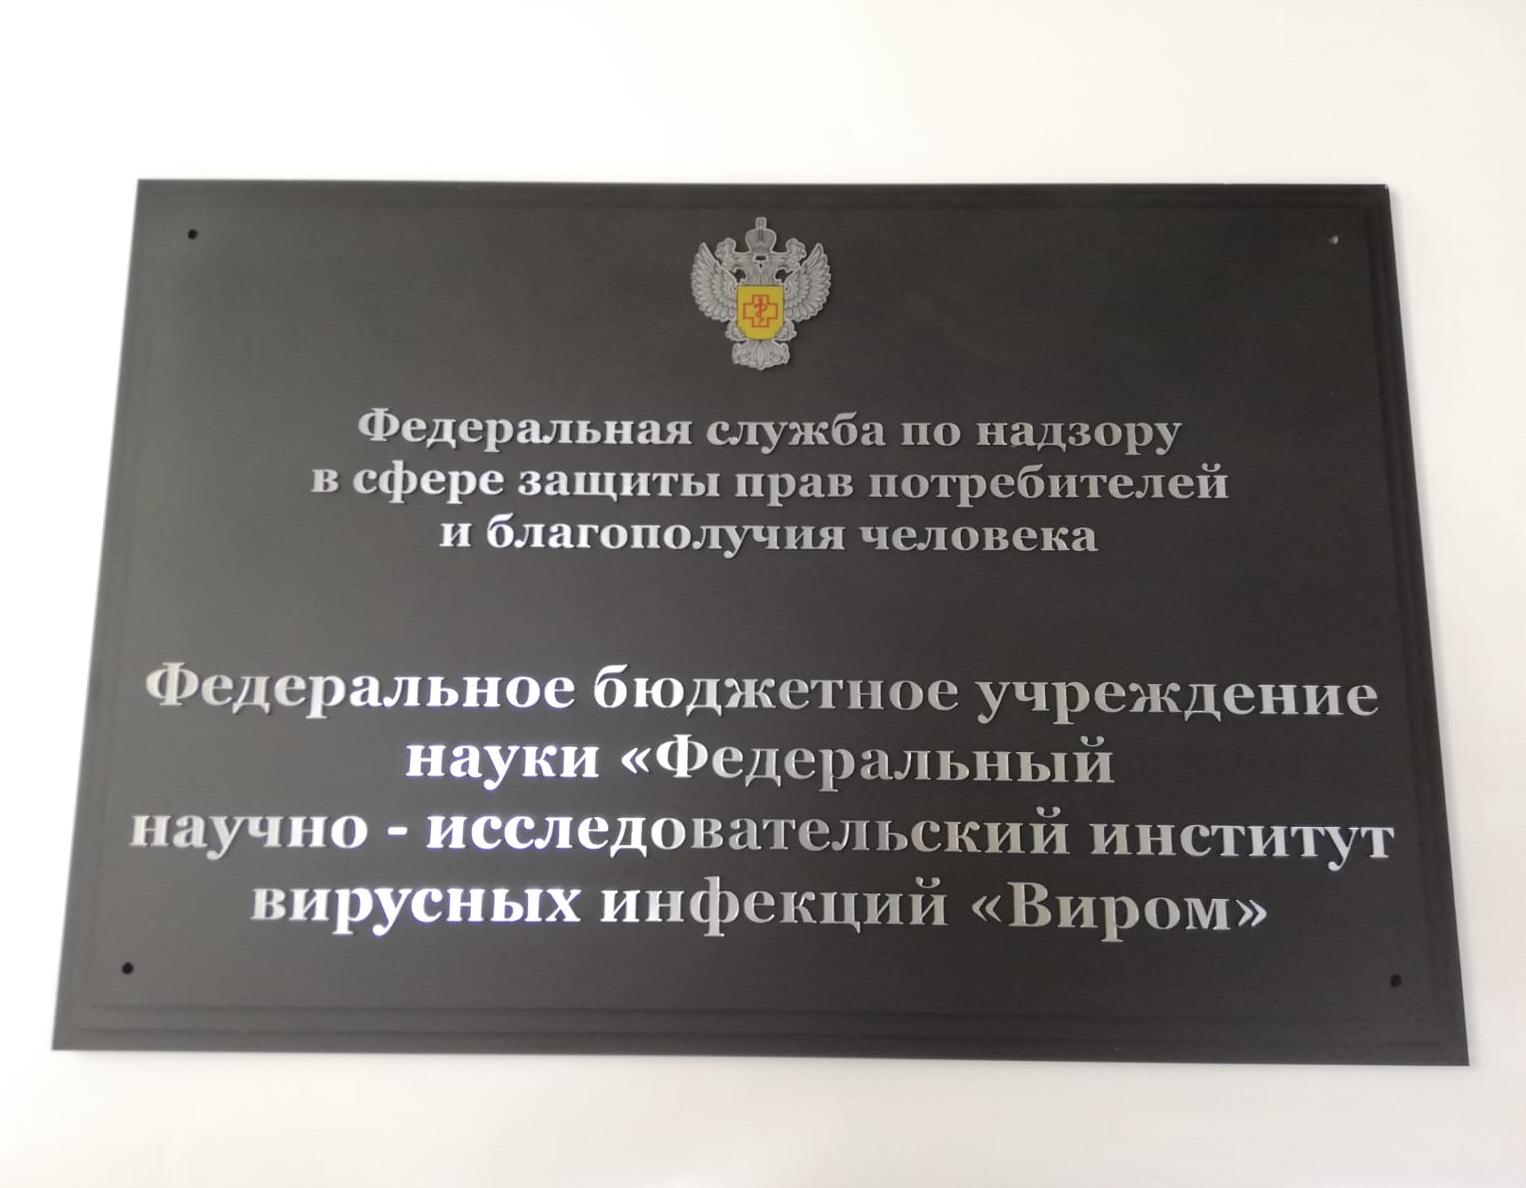 Федеральная служба по надзору
в сфере защиты прав потребителей
и благополучия человека
Федеральное бюджетное учреждение
науки «Федеральный
научно - исследовательский институт
вирусных инфекций «Виром»